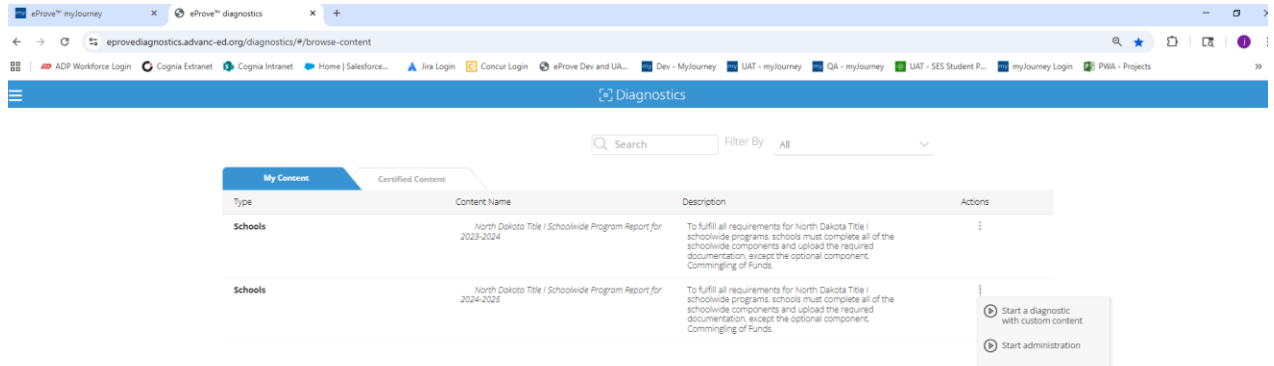 eProve™ myJourney
eProve™ diagnostics
eprovediagnostics.advanc-ed.org/diagnostics/#/browse-content
ADP Workforce Login Cognia Extranet Cognia Intranet Home | Salesforce... Jira Login Concur Login eProve Dev and UA... Dev - MyJourney UAT - myJourney QA - myJourney UAT - SES Student P... myJourney Login PWA - Projects
Diagnostics
Search Filter By All
My Content Certified Content
Type Content Name Description Actions
Schools
North Dakota Title I Schoolwide Program Report for
2023-2024
To fulfill all requirements for North Dakota Title I
schoolwide programs, schools must complete all of the
schoolwide components and upload the required
documentation, except the optional component,
Commingling of Funds.
Schools
North Dakota Title I Schoolwide Program Report for
2024-2025
To fulfill all requirements for North Dakota Title I
schoolwide programs, schools must complete all of the
schoolwide components and upload the required
documentation, except the optional component,
Commingling of Funds.
Start a diagnostic
with custom content
Start administration